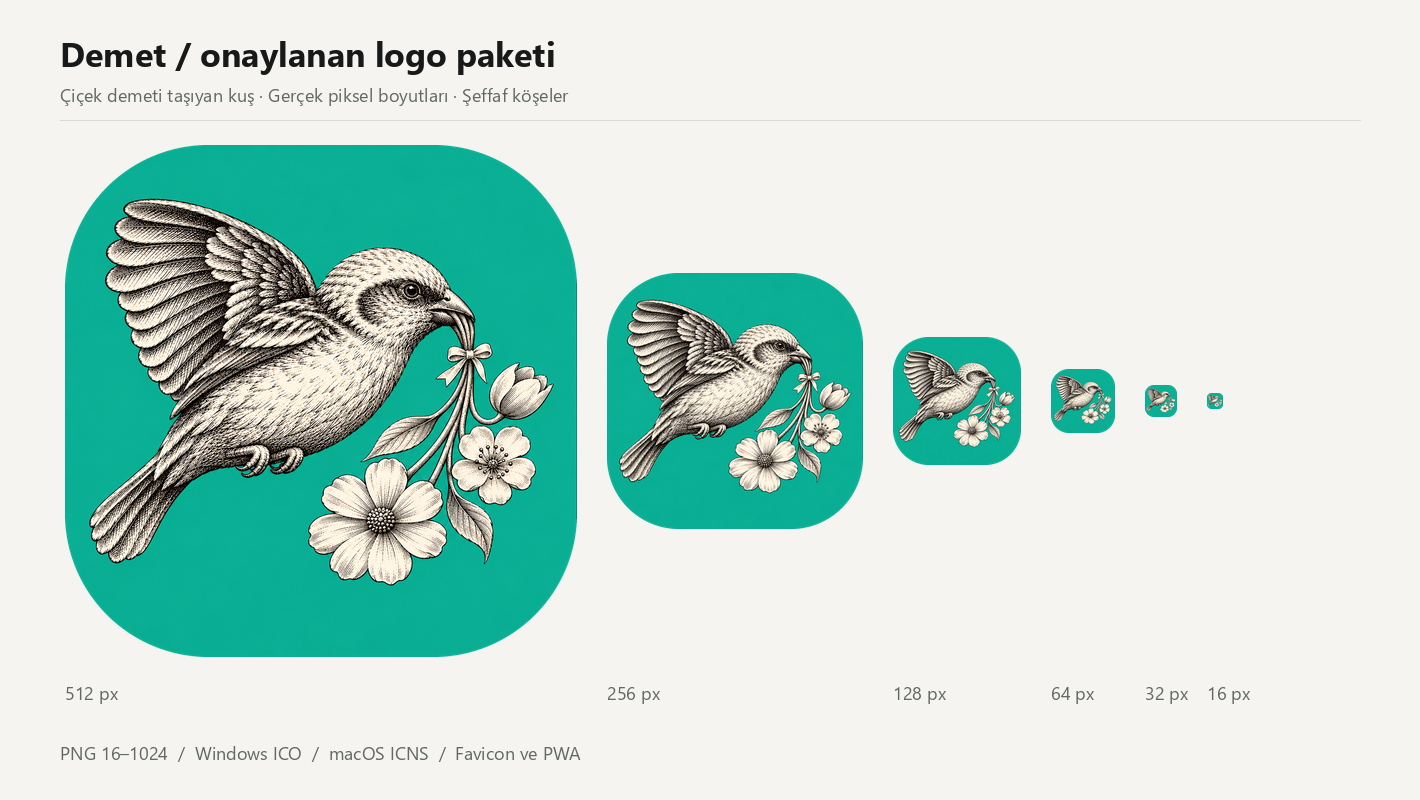 Demet / onaylanan logo paketi
Çiçek demeti taşıyan kuş · Gerçek piksel boyutları · Şeffaf köşeler
512 px
256 px
128 px
64 px
32 px
16 px
PNG 16–1024 / Windows ICO / macOS ICNS / Favicon ve PWA